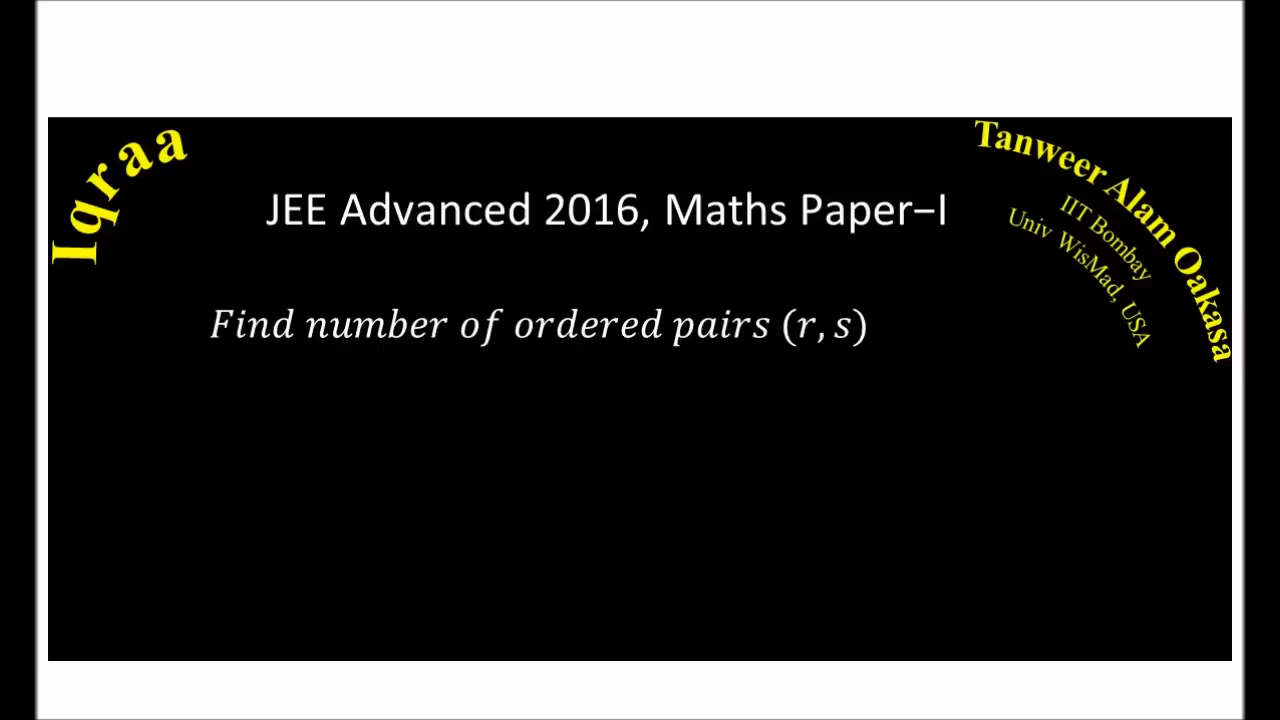 Iqraa
Tanweer Alam Oakasa
IIT Bombay
Univ WisMad, USA
JEE Advanced 2016, Maths Paper−I
Find number of ordered pairs (r, s)